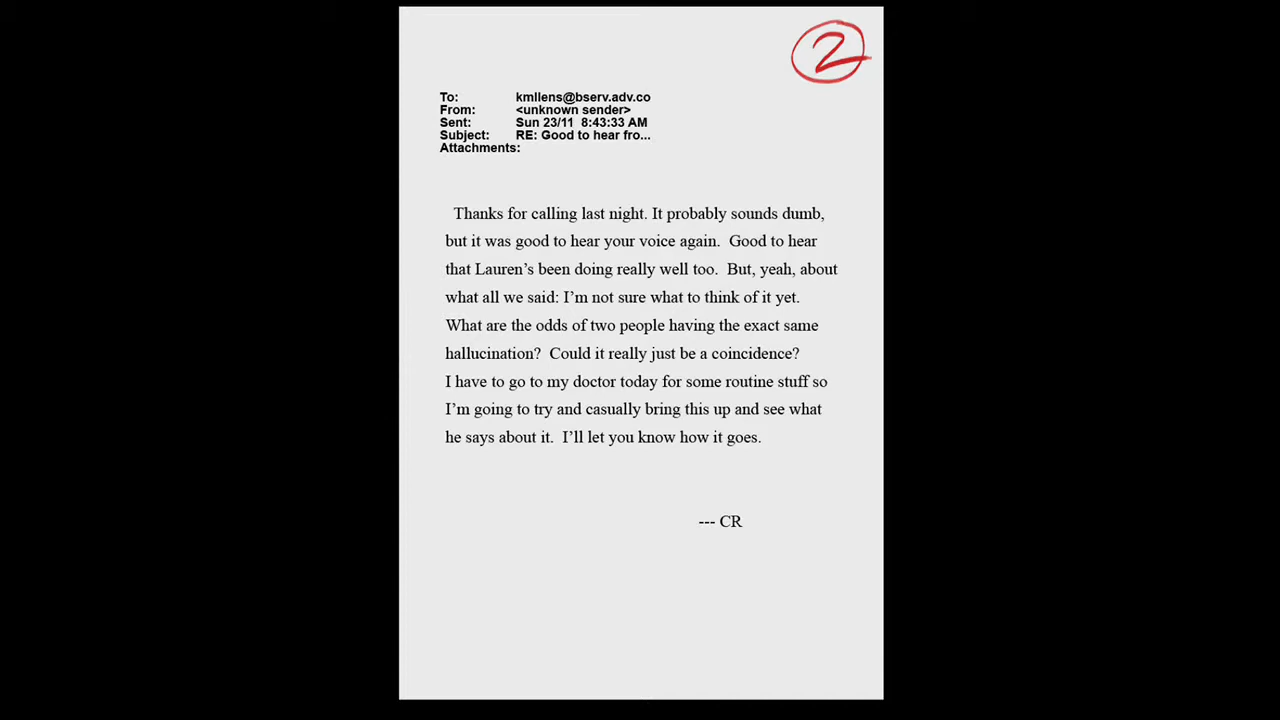 2
To: kmllens@bserv.adv.co
From: <unknown sender>
Sent: Sun 23/11 8:43:33 AM
Subject: RE: Good to hear fro...
Attachments:
Thanks for calling last night. It probably sounds dumb,
but it was good to hear your voice again. Good to hear
that Lauren’s been doing really well too. But, yeah, about
what all we said: I’m not sure what to think of it yet.
What are the odds of two people having the exact same
hallucination? Could it really just be a coincidence?
I have to go to my doctor today for some routine stuff so
I’m going to try and casually bring this up and see what
he says about it. I’ll let you know how it goes.
--- CR